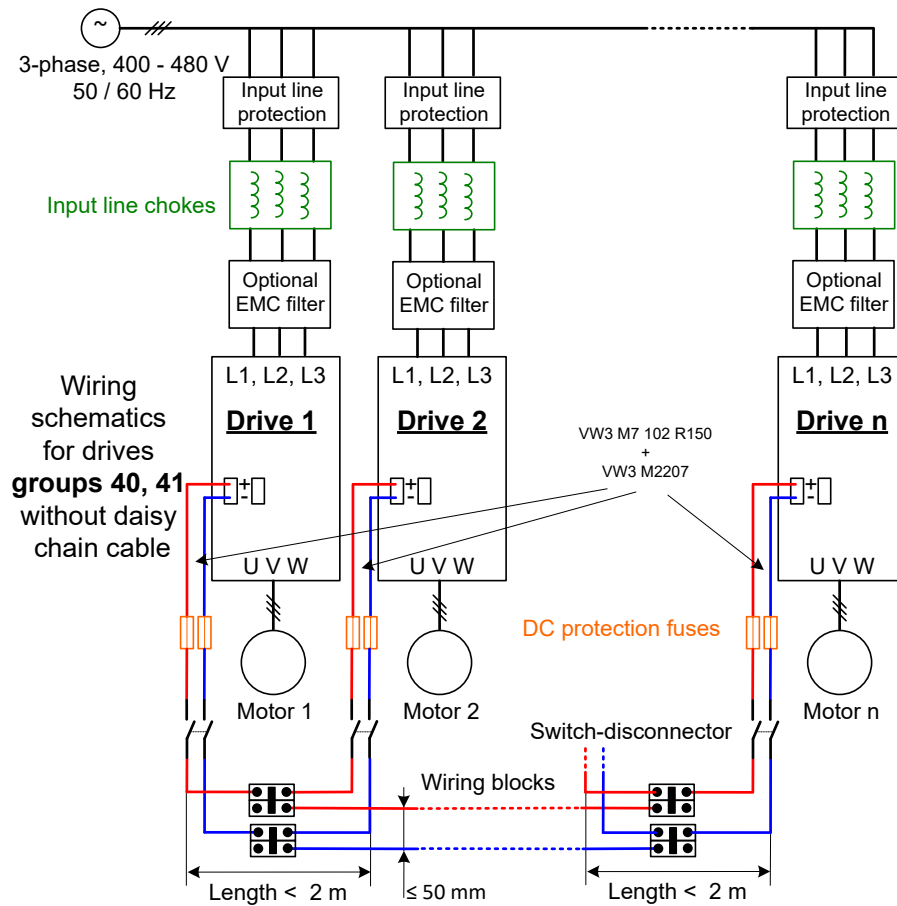 ~
3-phase, 400 - 480 V
50 / 60 Hz
Input line
protection
Input line
protection
Input line
protection
Input line chokes
Optional
EMC filter
Optional
EMC filter
Optional
EMC filter
L1, L2, L3
L1, L2, L3
L1, L2, L3
Drive 1
Drive 2
Drive n
Wiring
schematics
for drives
groups 40, 41
without daisy
chain cable
VW3 M7 102 R150
+
VW3 M2207
+
-
+
-
+
-
U V W
U V W
U V W
DC protection fuses
Motor 1
Motor 2
Motor n
Switch-disconnector
Wiring blocks
Length < 2 m
≤ 50 mm
Length < 2 m